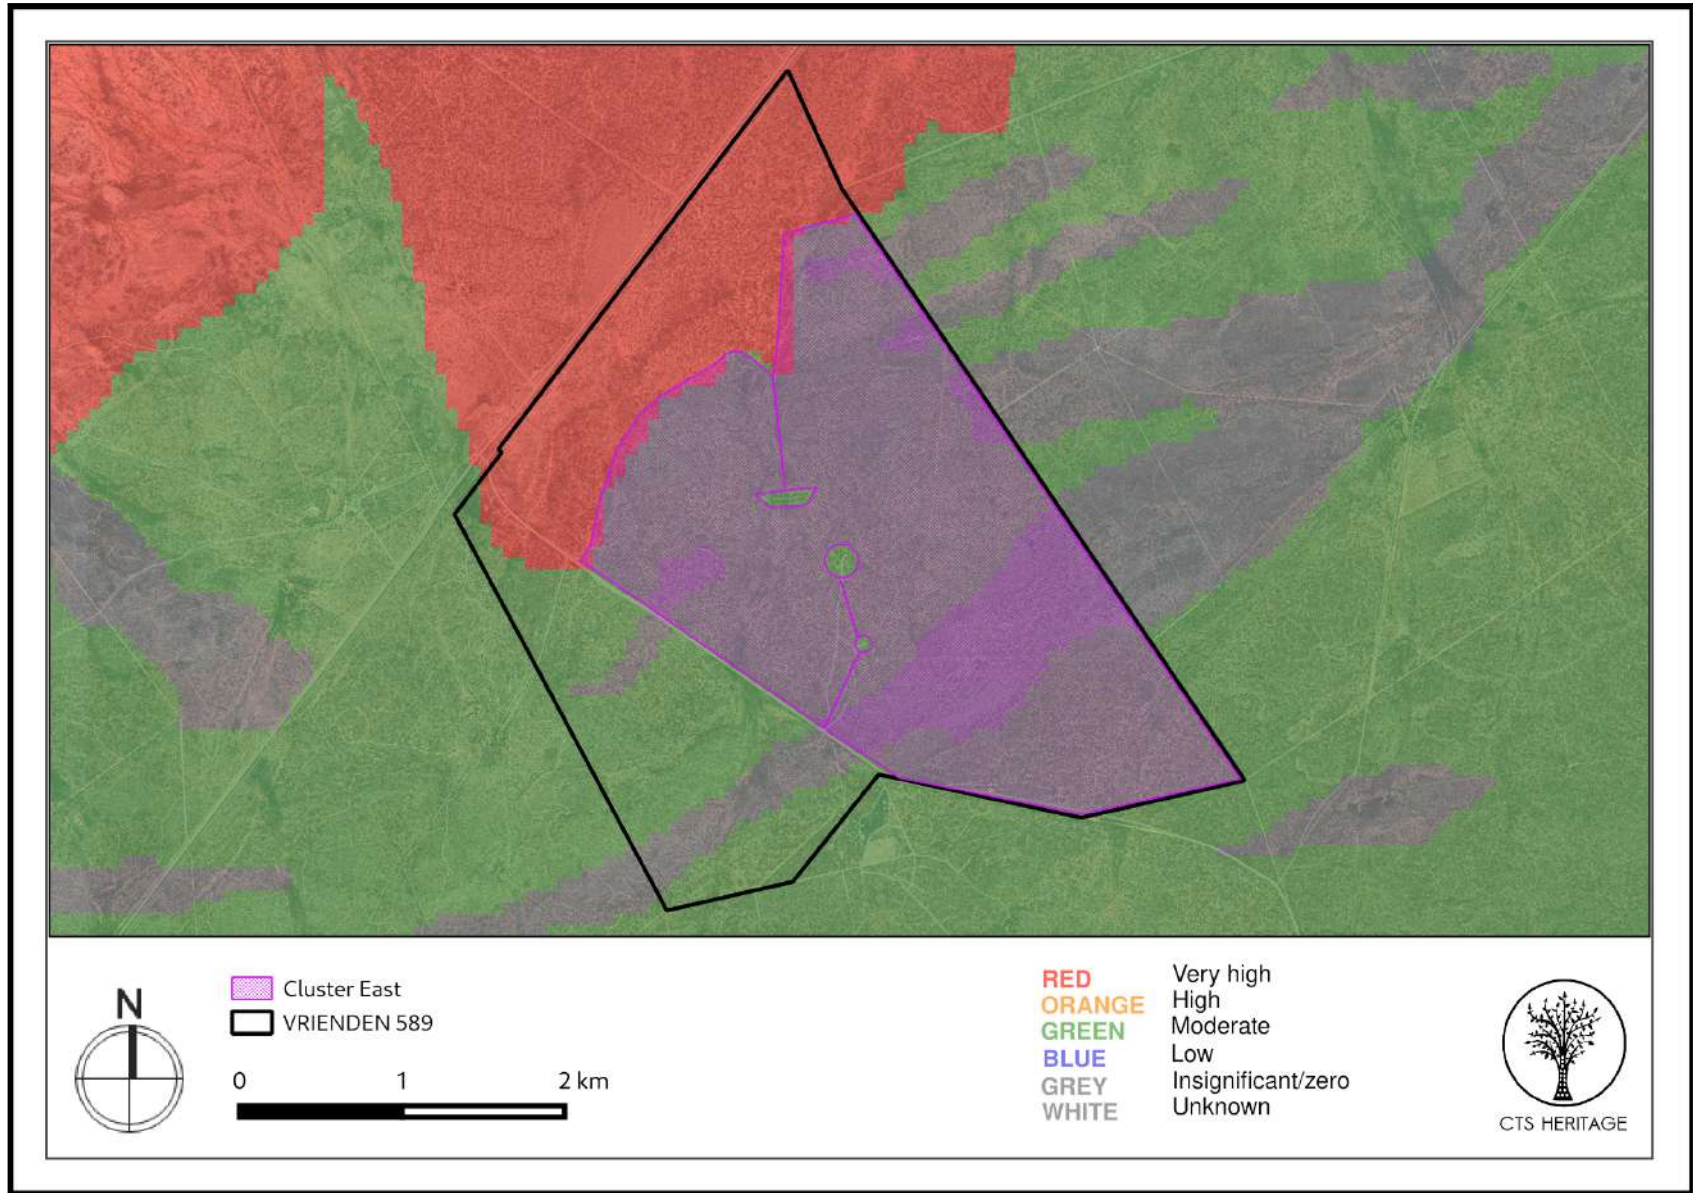 N
Cluster East
VRIENDEN 589
0 1 2 km
RED Very high
ORANGE High
GREEN Moderate
BLUE Low
GREY Insignificant/zero
WHITE Unknown
CTS HERITAGE